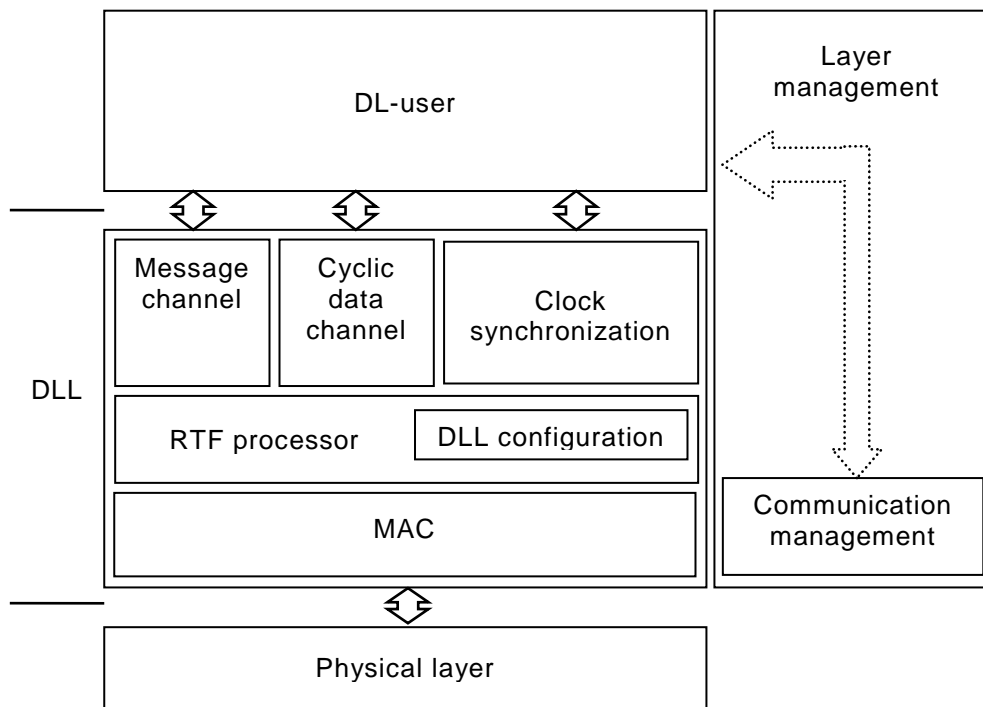 DL-user
Layer
management
Message
channel
Cyclic
data
channel
Clock
synchronization
DLL
RTF processor
DLL configuration
MAC
Communication
management
Physical layer